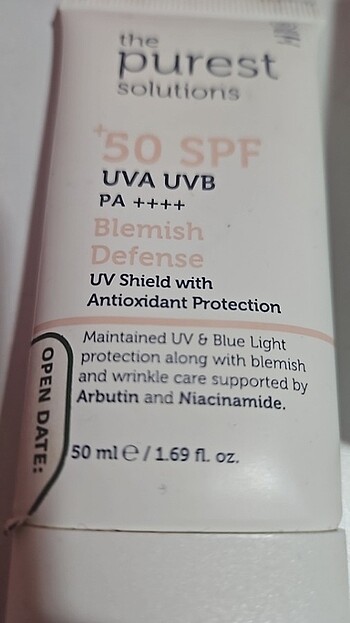 the
purest
solutions
+50 SPF
UVA UVB
PA ++++
Blemish
Defense
UV Shield with
Antioxidant Protection
Maintained UV & Blue Light
protection along with blemish
and wrinkle care supported by
Arbutin and Niacinamide.
OPEN DATE:
50 ml ℮ / 1.69 fl. oz.